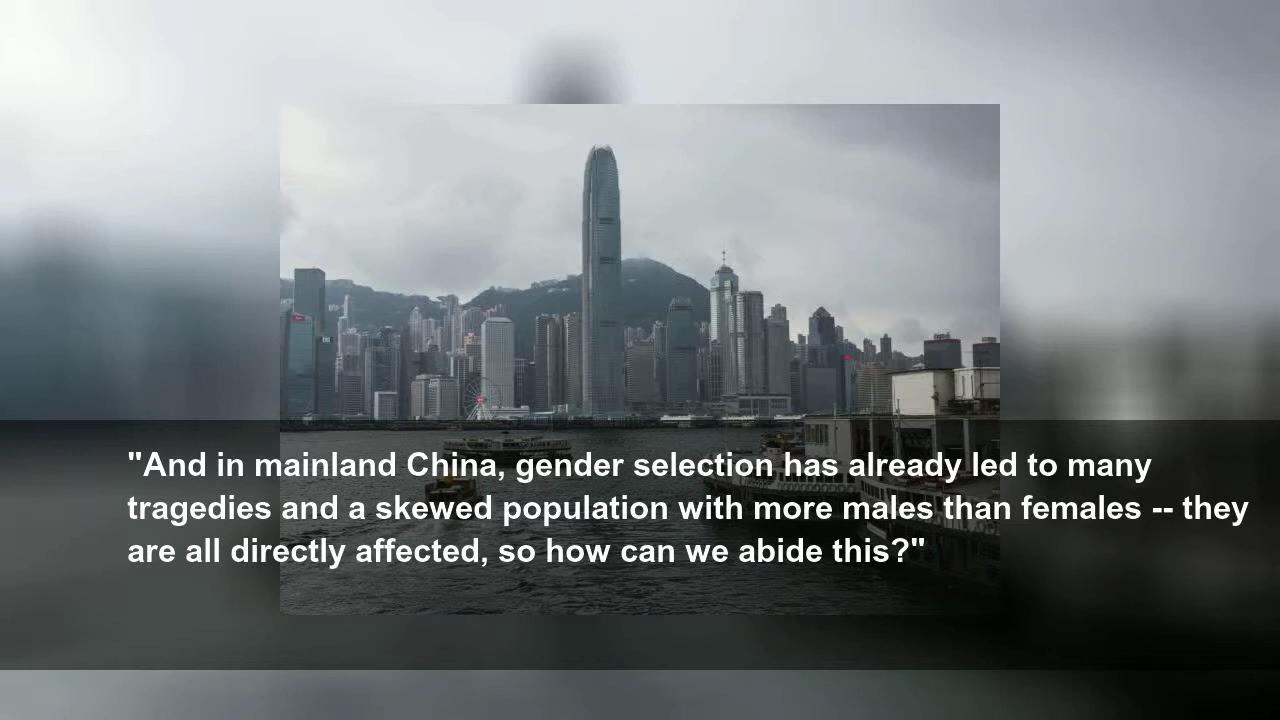 "And in mainland China, gender selection has already led to many
tragedies and a skewed population with more males than females -- they
are all directly affected, so how can we abide this?"